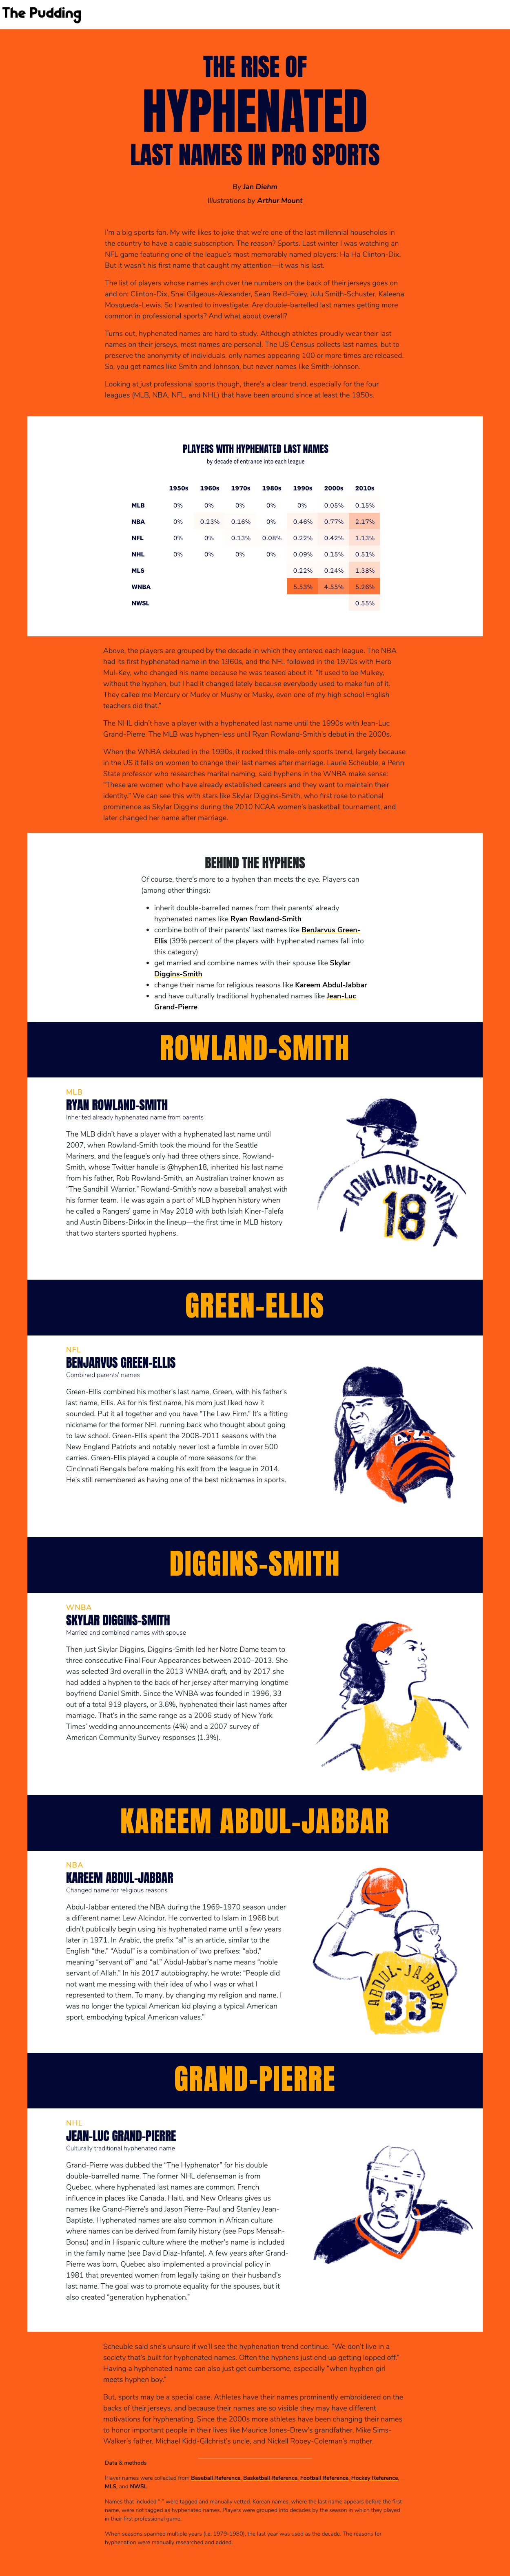 The Pudding
THE RISE OF
HYPHENATED
LAST NAMES IN PRO SPORTS
By Jan Diehm
Illustrations by Arthur Mount
I'm a big sports fan. My wife likes to joke that we're one of the last millennial households in
the country to have a cable subscription. The reason? Sports. Last winter I was watching an
NFL game featuring one of the league's most memorably named players: Ha Ha Clinton-Dix.
But it wasn't his first name that caught my attention—it was his last.
The list of players whose names arch over the numbers on the back of their jerseys goes on
and on: Clinton-Dix, Shai Gilgeous-Alexander, Sean Reid-Foley, JuJu Smith-Schuster, Kaleena
Mosqueda-Lewis. So I wanted to investigate: Are double-barrelled last names getting more
common in professional sports? And what about overall?
Turns out, hyphenated names are hard to study. Although athletes proudly wear their last
names on their jerseys, most names are personal. The US Census collects last names, but to
preserve the anonymity of individuals, only names appearing 100 or more times are released.
So, you get names like Smith and Johnson, but never names like Smith-Johnson.
Looking at just professional sports though, there's a clear trend, especially for the four
leagues (MLB, NBA, NFL, and NHL) that have been around since at least the 1950s.
PLAYERS WITH HYPHENATED LAST NAMES
by decade of entrance into each league
1950s 1960s 1970s 1980s 1990s 2000s 2010s
MLB 0% 0% 0% 0% 0% 0.05% 0.15%
NBA 0% 0.23% 0.16% 0% 0.46% 0.77% 2.17%
NFL 0% 0% 0.13% 0.08% 0.22% 0.42% 1.13%
NHL 0% 0% 0% 0% 0.09% 0.15% 0.51%
MLS 0.22% 0.24% 1.38%
WNBA 5.53% 4.55% 5.26%
NWSL 0.55%
Above, the players are grouped by the decade in which they entered each league. The NBA
had its first hyphenated name in the 1960s, and the NFL followed in the 1970s with Herb
Mul-Key, who changed his name because he was teased about it. "It used to be Mulkey,
without the hyphen, but I had it changed lately because everybody used to make fun of it.
They called me Mercury or Murky or Mushy or Musky, even one of my high school English
teachers did that."
The NHL didn't have a player with a hyphenated last name until the 1990s with Jean-Luc
Grand-Pierre. The MLB was hyphen-less until Ryan Rowland-Smith's debut in the 2000s.
When the WNBA debuted in the 1990s, it rocked this male-only sports trend, largely because
in the US it falls on women to change their last names after marriage. Laurie Scheuble, a Penn
State professor who researches marital naming, said hyphens in the WNBA make sense:
"These are women who have already established careers and they want to maintain their
identity." We can see this with stars like Skylar Diggins-Smith, who first rose to national
prominence as Skylar Diggins during the 2010 NCAA women's basketball tournament, and
later changed her name after marriage.
BEHIND THE HYPHENS
Of course, there's more to a hyphen than meets the eye. Players can
(among other things):
• inherit double-barrelled names from their parents' already
hyphenated names like Ryan Rowland-Smith
• combine both of their parents' last names like BenJarvus Green-
Ellis (39% percent of the players with hyphenated names fall into
this category)
• get married and combine names with their spouse like Skylar
Diggins-Smith
• change their name for religious reasons like Kareem Abdul-Jabbar
• and have culturally traditional hyphenated names like Jean-Luc
Grand-Pierre
ROWLAND-SMITH
MLB
RYAN ROWLAND-SMITH
Inherited already hyphenated name from parents
The MLB didn't have a player with a hyphenated last name until
2007, when Rowland-Smith took the mound for the Seattle
Mariners, and the league's only had three others since. Rowland-
Smith, whose Twitter handle is @hyphen18, inherited his last name
from his father, Rob Rowland-Smith, an Australian trainer known as
"The Sandhill Warrior." Rowland-Smith's now a baseball analyst with
his former team. He was again a part of MLB hyphen history when
he called a Rangers' game in May 2018 with both Isiah Kiner-Falefa
and Austin Bibens-Dirkx in the lineup—the first time in MLB history
that two starters sported hyphens.
ROWLAND-SMITH
18
GREEN-ELLIS
NFL
BENJARVUS GREEN-ELLIS
Combined parents' names
Green-Ellis combined his mother's last name, Green, with his father's
last name, Ellis. As for his first name, his mom just liked how it
sounded. Put it all together and you have "The Law Firm." It's a fitting
nickname for the former NFL running back who thought about going
to law school. Green-Ellis spent the 2008-2011 seasons with the
New England Patriots and notably never lost a fumble in over 500
carries. Green-Ellis played a couple of more seasons for the
Cincinnati Bengals before making his exit from the league in 2014.
He's still remembered as having one of the best nicknames in sports.
DIGGINS-SMITH
WNBA
SKYLAR DIGGINS-SMITH
Married and combined names with spouse
Then just Skylar Diggins, Diggins-Smith led her Notre Dame team to
three consecutive Final Four Appearances between 2010-2013. She
was selected 3rd overall in the 2013 WNBA draft, and by 2017 she
had added a hyphen to the back of her jersey after marrying longtime
boyfriend Daniel Smith. Since the WNBA was founded in 1996, 33
out of a total 919 players, or 3.6%, hyphenated their last names after
marriage. That's in the same range as a 2006 study of New York
Times' wedding announcements (4%) and a 2007 survey of
American Community Survey responses (1.3%).
KAREEM ABDUL-JABBAR
NBA
KAREEM ABDUL-JABBAR
Changed name for religious reasons
Abdul-Jabbar entered the NBA during the 1969-1970 season under
a different name: Lew Alcindor. He converted to Islam in 1968 but
didn't publically begin using his hyphenated name until a few years
later in 1971. In Arabic, the prefix "al" is an article, similar to the
English "the." "Abdul" is a combination of two prefixes: "abd,"
meaning "servant of" and "al." Abdul-Jabbar's name means "noble
servant of Allah." In his 2017 autobiography, he wrote: "People did
not want me messing with their idea of who I was or what I
represented to them. To many, by changing my religion and name, I
was no longer the typical American kid playing a typical American
sport, embodying typical American values."
ABDUL-JABBAR
33
GRAND-PIERRE
NHL
JEAN-LUC GRAND-PIERRE
Culturally traditional hyphenated name
Grand-Pierre was dubbed the "The Hyphenator" for his double
double-barrelled name. The former NHL defenseman is from
Quebec, where hyphenated last names are common. French
influence in places like Canada, Haiti, and New Orleans gives us
names like Grand-Pierre's and Jason Pierre-Paul and Stanley Jean-
Baptiste. Hyphenated names are also common in African culture
where names can be derived from family history (see Pops Mensah-
Bonsu) and in Hispanic culture where the mother's name is included
in the family name (see David Diaz-Infante). A few years after Grand-
Pierre was born, Quebec also implemented a provincial policy in
1981 that prevented women from legally taking on their husband's
last name. The goal was to promote equality for the spouses, but it
also created "generation hyphenation."
Scheuble said she's unsure if we'll see the hyphenation trend continue. "We don't live in a
society that's built for hyphenated names. Often the hyphens just end up getting lopped off."
Having a hyphenated name can also just get cumbersome, especially "when hyphen girl
meets hyphen boy."
But, sports may be a special case. Athletes have their names prominently embroidered on the
backs of their jerseys, and because their names are so visible they may have different
motivations for hyphenating. Since the 2000s more athletes have been changing their names
to honor important people in their lives like Maurice Jones-Drew's grandfather, Mike Sims-
Walker's father, Michael Kidd-Gilchrist's uncle, and Nickell Robey-Coleman's mother.
Data & methods
Player names were collected from Baseball Reference, Basketball Reference, Football Reference, Hockey Reference,
MLS, and NWSL.
Names that included "-" were tagged and manually vetted. Korean names, where the last name appears before the first
name, were not tagged as hyphenated names. Players were grouped into decades by the season in which they played
in their first professional game.
When seasons spanned multiple years (i.e. 1979-1980), the last year was used as the decade. The reasons for
hyphenation were manually researched and added.